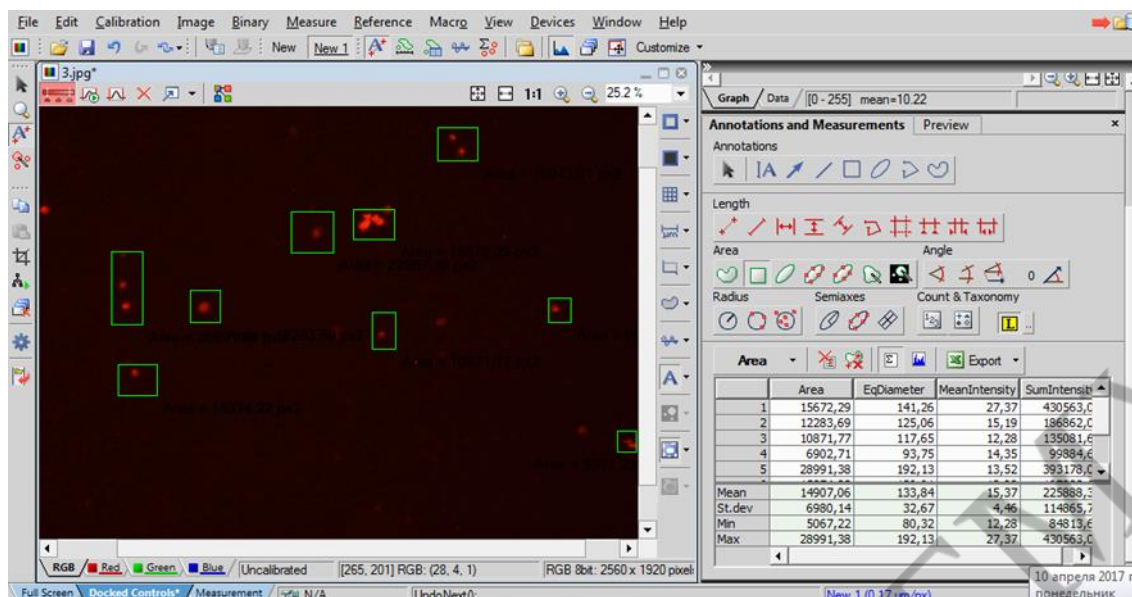 File Edit Calibration Image Binary Measure Reference Macro View Devices Window Help
New New 1 Customize
3.jpg*
1:1 25.2 %
Graph Data [0 - 255] mean=10.22
Annotations and Measurements Preview
Annotations
Length
Area Angle
Radius Semiaxes Count & Taxonomy
Area Export
Area EqDiameter MeanIntensity SumIntensity
1 15672,29 141,26 27,37 430563,0
2 12283,69 125,06 15,19 186862,0
3 10871,77 117,65 12,28 135081,6
4 6902,71 93,75 14,35 99884,6
5 28991,38 192,13 13,52 393178,0
Mean 14907,06 133,84 15,37 225888,3
St.dev 6980,14 32,67 4,46 114865,7
Min 5067,22 80,32 12,28 84813,6
Max 28991,38 192,13 27,37 430563,0
RGB Red Green Blue Uncalibrated [265, 201] RGB: (28, 4, 1) RGB 8bit: 2560 x 1920 pixel
Full Screen Docked Controls* Measurement N/A UndoNext(): New 1 (0.17 um/px)
10 апреля 2017 г
понедельник